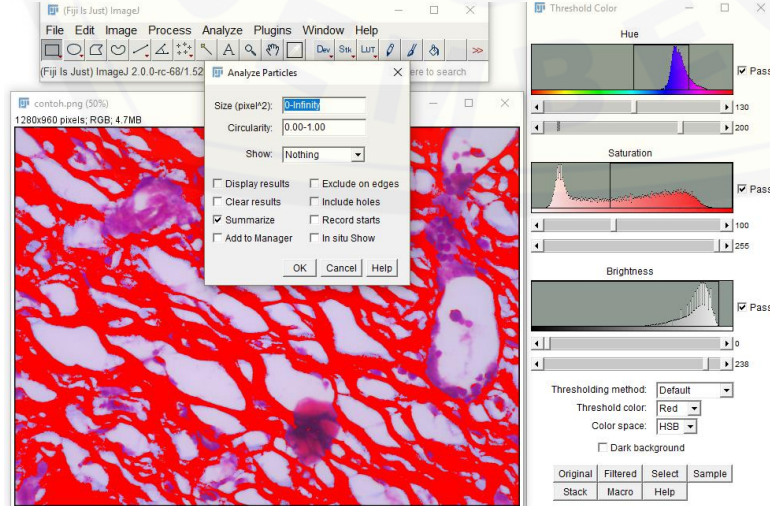 (Fiji Is Just) ImageJ
File Edit Image Process Analyze Plugins Window Help
Dev Stk LUT
(Fiji Is Just) ImageJ 2.0.0-rc-68/1.52
ere to search
Analyze Particles
Size (pixel^2): 0-Infinity
Circularity: 0.00-1.00
Show: Nothing
Display results Exclude on edges
Clear results Include holes
Summarize Record starts
Add to Manager In situ Show
OK Cancel Help
contoh.png (50%)
1280x960 pixels; RGB; 4.7MB
Threshold Color
Hue
Pass
130
200
Saturation
Pass
100
255
Brightness
Pass
0
238
Thresholding method: Default
Threshold color: Red
Color space: HSB
Dark background
Original Filtered Select Sample
Stack Macro Help